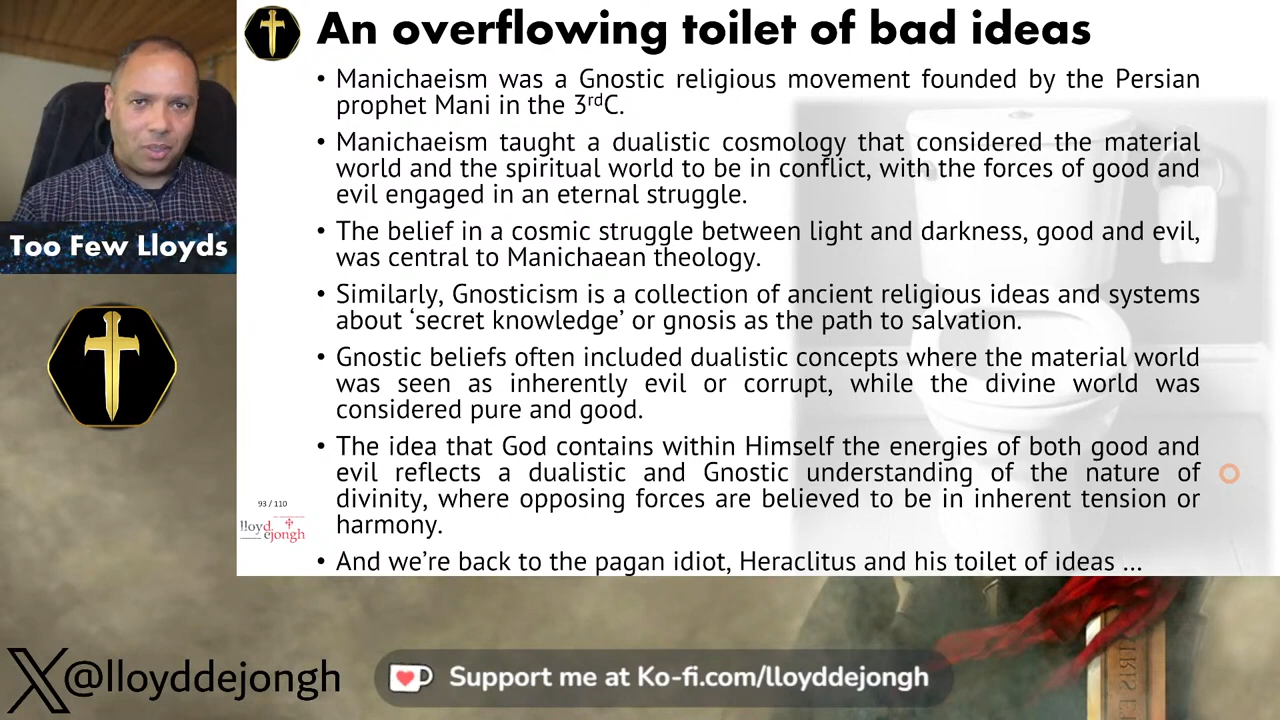 An overflowing toilet of bad ideas
• Manichaeism was a Gnostic religious movement founded by the Persian
prophet Mani in the 3rdC.
• Manichaeism taught a dualistic cosmology that considered the material
world and the spiritual world to be in conflict, with the forces of good and
evil engaged in an eternal struggle.
• The belief in a cosmic struggle between light and darkness, good and evil,
was central to Manichaean theology.
• Similarly, Gnosticism is a collection of ancient religious ideas and systems
about ‘secret knowledge’ or gnosis as the path to salvation.
• Gnostic beliefs often included dualistic concepts where the material world
was seen as inherently evil or corrupt, while the divine world was
considered pure and good.
• The idea that God contains within Himself the energies of both good and
evil reflects a dualistic and Gnostic understanding of the nature of
divinity, where opposing forces are believed to be in inherent tension or
harmony.
• And we’re back to the pagan idiot, Heraclitus and his toilet of ideas ...
Too Few Lloyds
93 / 110
lloyd
ejongh
X@lloyddejongh
Support me at Ko-fi.com/lloyddejongh